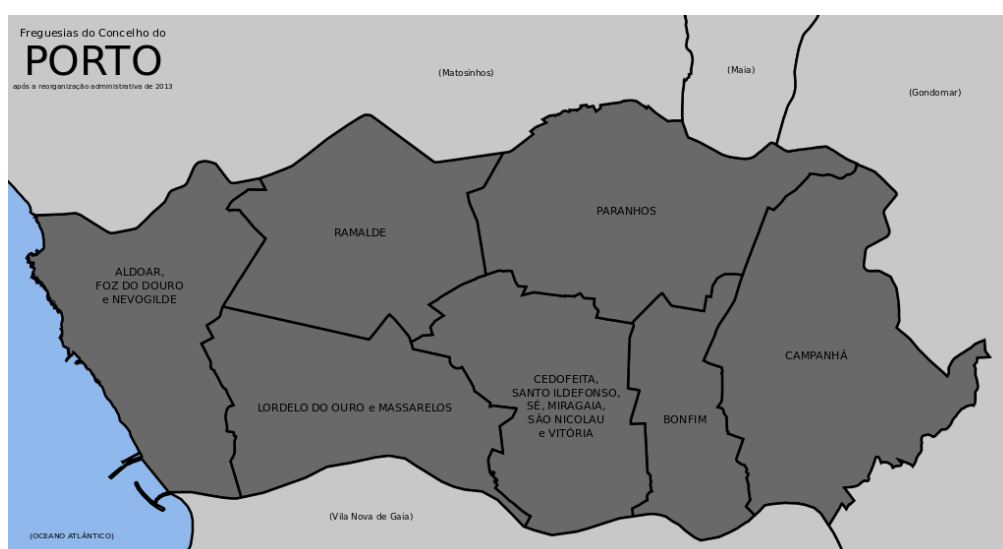 Freguesias do Concelho do
PORTO
após a reorganização administrativa de 2013
(Matosinhos)
(Maia)
(Gondomar)
PARANHOS
RAMALDE
ALDOAR,
FOZ DO DOURO
e NEVOGILDE
CAMPANHÃ
CEDOFEITA,
SANTO ILDEFONSO,
SÉ, MIRAGAIA,
SÃO NICOLAU
e VITÓRIA
LORDELO DO OURO e MASSARELOS
BONFIM
(Vila Nova de Gaia)
(OCEANO ATLÂNTICO)